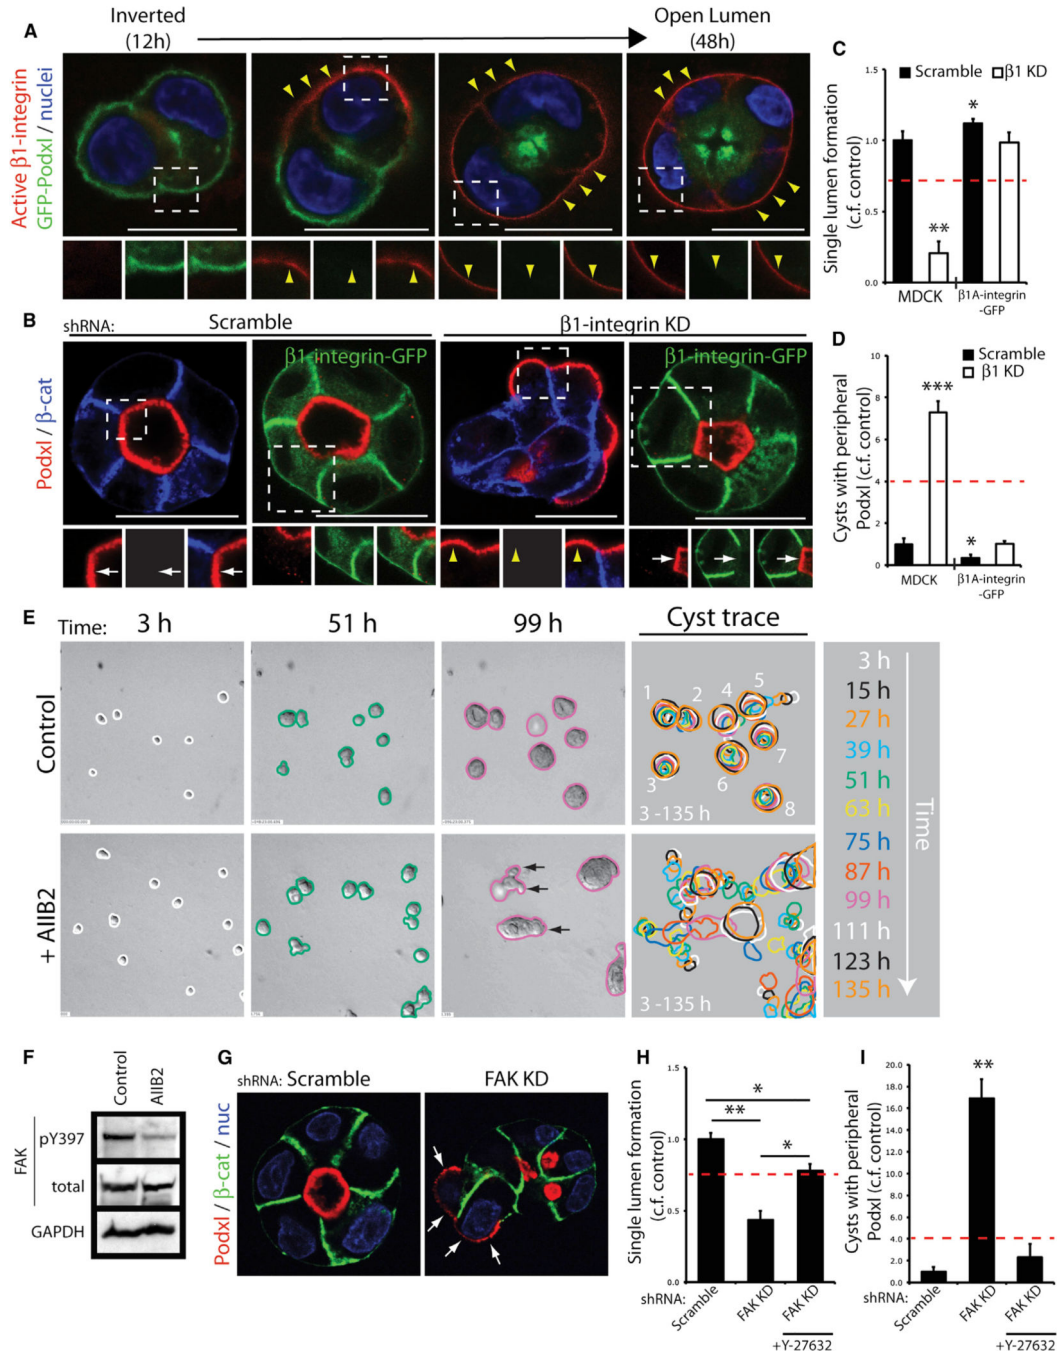 A
Inverted
(12h)
Open Lumen
(48h)
Active β1-integrin
GFP-Podxl / nuclei
C
Scramble
β1 KD
Single lumen formation
(c.f. control)
1.5
1.0
0.5
0.0
*
**
MDCK
β1A-integrin
-GFP
B
shRNA:
Scramble
β1-integrin KD
Podxl / β-cat
β1-integrin-GFP
β1-integrin-GFP
D
Scramble
β1 KD
Cysts with peripheral
Podxl (c.f. control)
10
8
6
4
2
0
***
*
MDCK
β1A-integrin
-GFP
E
Time:
3 h
51 h
99 h
Cyst trace
Control
1
2
3
4
5
6
7
8
3 -135 h
+ AIIB2
3 -135 h
3 h
15 h
27 h
39 h
51 h
63 h
75 h
87 h
99 h
111 h
123 h
135 h
Time
F
Control
AIIB2
FAK
pY397
total
GAPDH
G
shRNA: Scramble
FAK KD
Podxl / β-cat / nuc
H
Single lumen formation
(c.f. control)
1.5
1.0
0.5
0.0
*
**
*
shRNA:
Scramble
FAK KD
FAK KD
+Y-27632
I
Cysts with peripheral
Podxl (c.f. control)
20.0
18.0
16.0
14.0
12.0
10.0
8.0
6.0
4.0
2.0
0.0
**
shRNA:
Scramble
FAK KD
FAK KD
+Y-27632